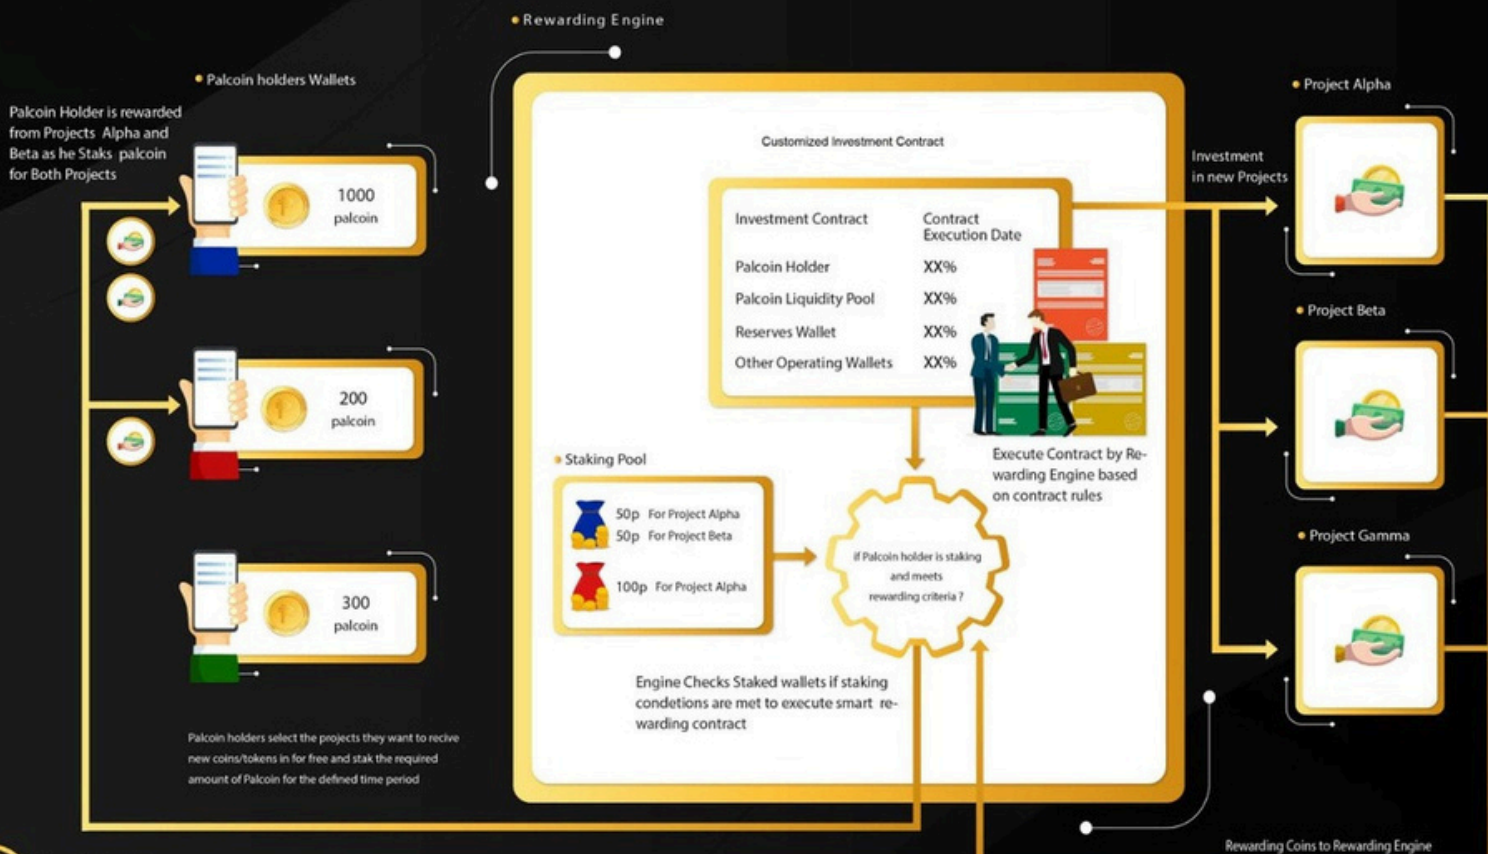 Rewarding Engine
Palcoin holders Wallets
Palcoin Holder is rewarded
from Projects Alpha and
Beta as he Staks palcoin
for Both Projects
1000
palcoin
200
palcoin
300
palcoin
Palcoin holders select the projects they want to recive
new coins/tokens in for free and stak the required
amount of Palcoin for the defined time period
Customized Investment Contract
Investment Contract
Contract
Execution Date
Palcoin Holder XX%
Palcoin Liquidity Pool XX%
Reserves Wallet XX%
Other Operating Wallets XX%
Execute Contract by Re-
warding Engine based
on contract rules
Staking Pool
50p For Project Alpha
50p For Project Beta
100p For Project Alpha
if Palcoin holder is staking
and meets
rewarding criteria ?
Engine Checks Staked wallets if staking
condetions are met to execute smart re-
warding contract
Investment
in new Projects
Project Alpha
Project Beta
Project Gamma
Rewarding Coins to Rewarding Engine